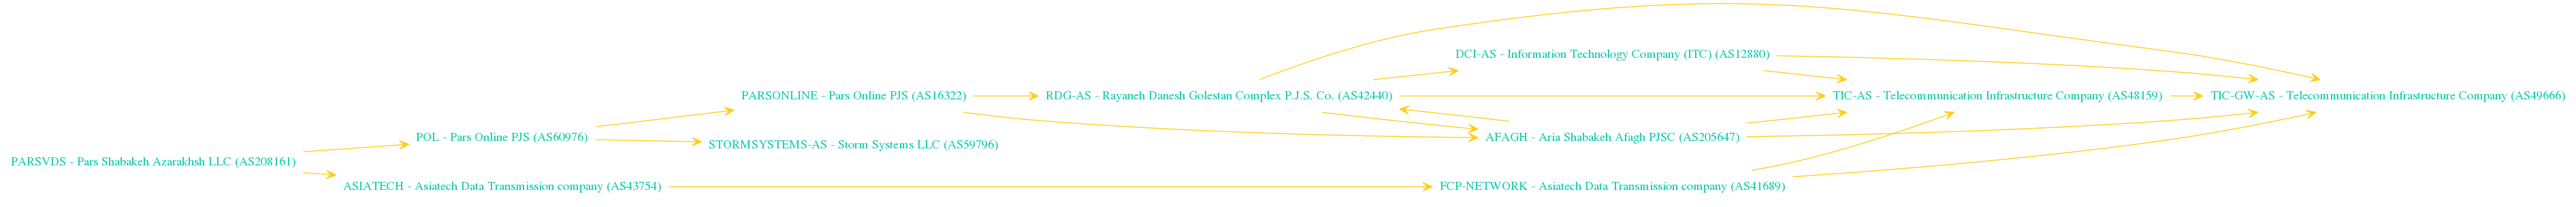 DCI-AS - Information Technology Company (ITC) (AS12880)
PARSONLINE - Pars Online PJS (AS16322)
RDG-AS - Rayaneh Danesh Golestan Complex P.J.S. Co. (AS42440)
TIC-AS - Telecommunication Infrastructure Company (AS48159)
TIC-GW-AS - Telecommunication Infrastructure Company (AS49666)
POL - Pars Online PJS (AS60976)
STORMSYSTEMS-AS - Storm Systems LLC (AS59796)
AFAGH - Aria Shabakeh Afagh PJSC (AS205647)
PARSVDS - Pars Shabakeh Azarakhsh LLC (AS208161)
ASIATECH - Asiatech Data Transmission company (AS43754)
FCP-NETWORK - Asiatech Data Transmission company (AS41689)